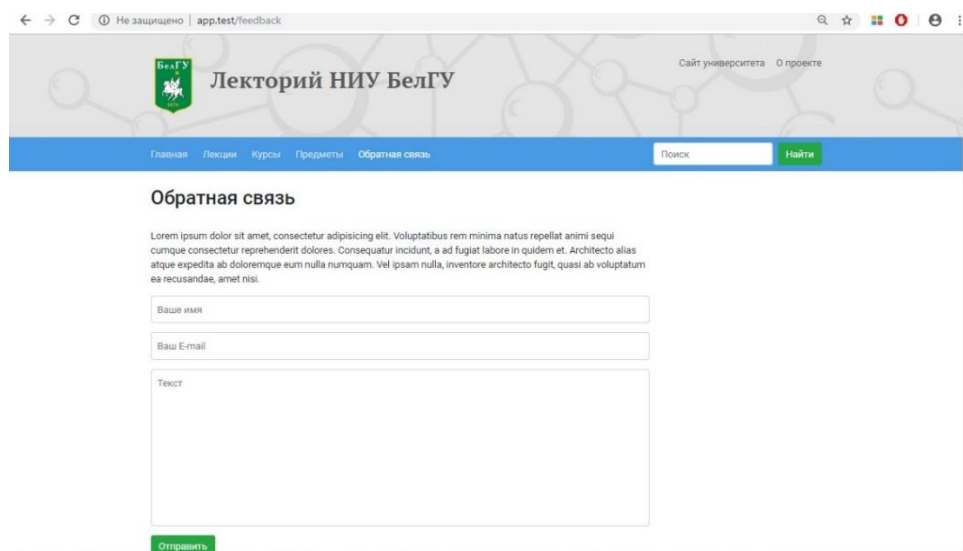 Не защищено | app.test/feedback
БелГУ
1876
Лекторий НИУ БелГУ
Сайт университета О проекте
Главная Лекции Курсы Предметы Обратная связь Поиск Найти
Обратная связь
Lorem ipsum dolor sit amet, consectetur adipisicing elit. Voluptatibus rem minima natus repellat animi sequi
cumque consectetur reprehenderit dolores. Consequatur incidunt, a ad fugiat labore in quidem et. Architecto alias
atque expedita ab doloremque eum nulla numquam. Vel ipsam nulla, inventore architecto fugit, quasi ab voluptatum
ea recusandae, amet nisi.
Ваше имя
Ваш E-mail
Текст
Отправить